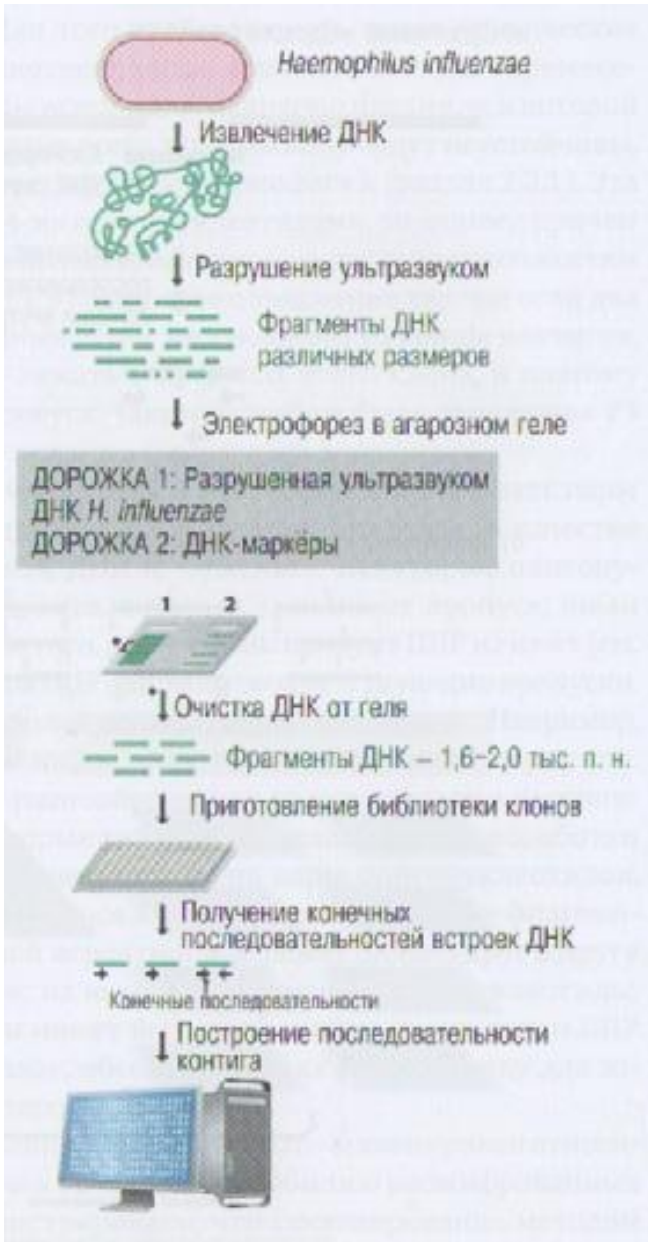 Haemophilus influenzae
Извлечение ДНК
Разрушение ультразвуком
Фрагменты ДНК
различных размеров
Электрофорез в агарозном геле
ДОРОЖКА 1: Разрушенная ультразвуком
ДНК H. influenzae
ДОРОЖКА 2: ДНК-маркёры
1 2
Очистка ДНК от геля
Фрагменты ДНК – 1,6–2,0 тыс. п. н.
Приготовление библиотеки клонов
Получение конечных
последовательностей встроек ДНК
Конечные последовательности
Построение последовательности
контига